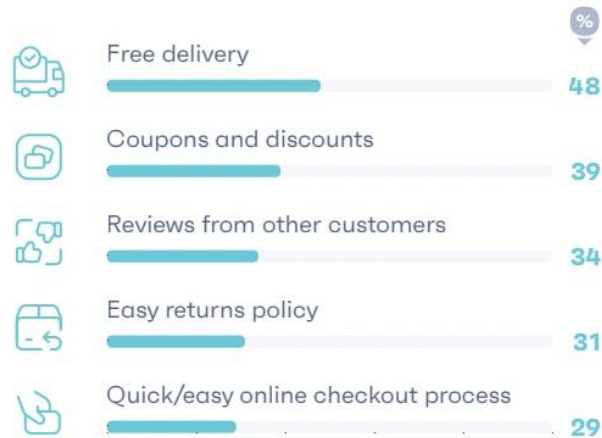 %
Free delivery
48
Coupons and discounts
39
Reviews from other customers
34
Easy returns policy
31
Quick/easy online checkout process
29